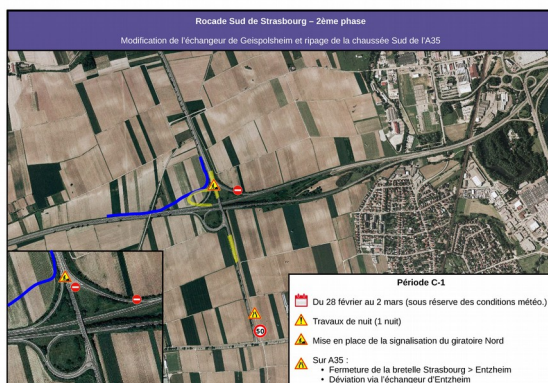 Rocade Sud de Strasbourg – 2ème phase
Modification de l'échangeur de Geispolsheim et ripage de la chaussée Sud de l'A35
50
Période C-1
Du 28 février au 2 mars (sous réserve des conditions météo.)
Travaux de nuit (1 nuit)
Mise en place de la signalisation du giratoire Nord
Sur A35 :
• Fermeture de la bretelle Strasbourg > Entzheim
• Déviation via l'échangeur d'Entzheim